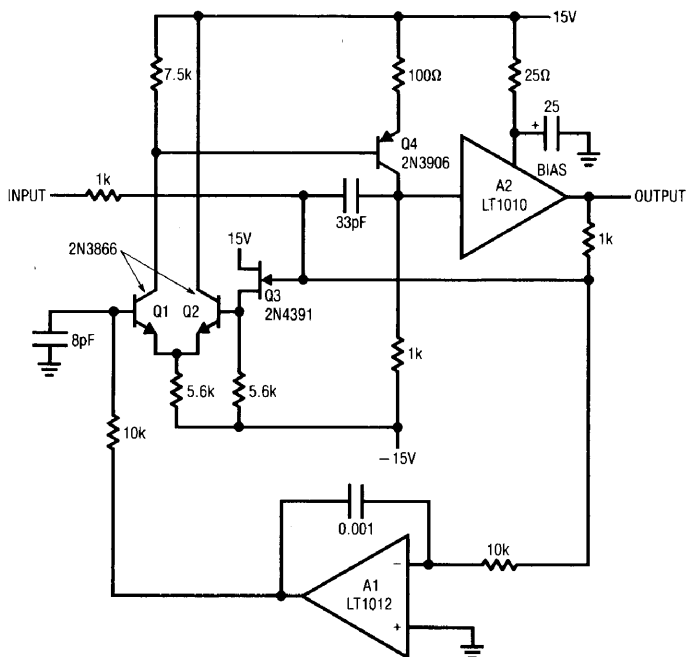 15V
7.5k
100Ω
25Ω
25
+
Q4
2N3906
BIAS
A2
LT1010
INPUT
1k
33pF
OUTPUT
1k
2N3866
15V
Q3
2N4391
Q1
Q2
8pF
5.6k
5.6k
1k
10k
−15V
0.001
10k
−
A1
LT1012
+